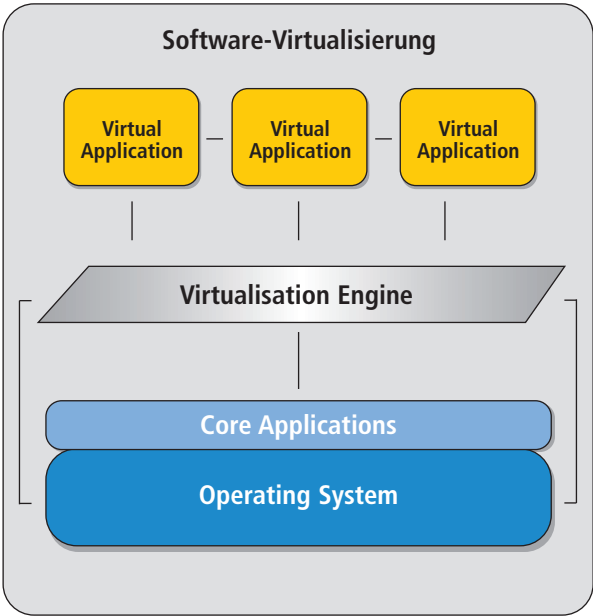 Software-Virtualisierung
Virtual
Application
Virtual
Application
Virtual
Application
Virtualisation Engine
Core Applications
Operating System